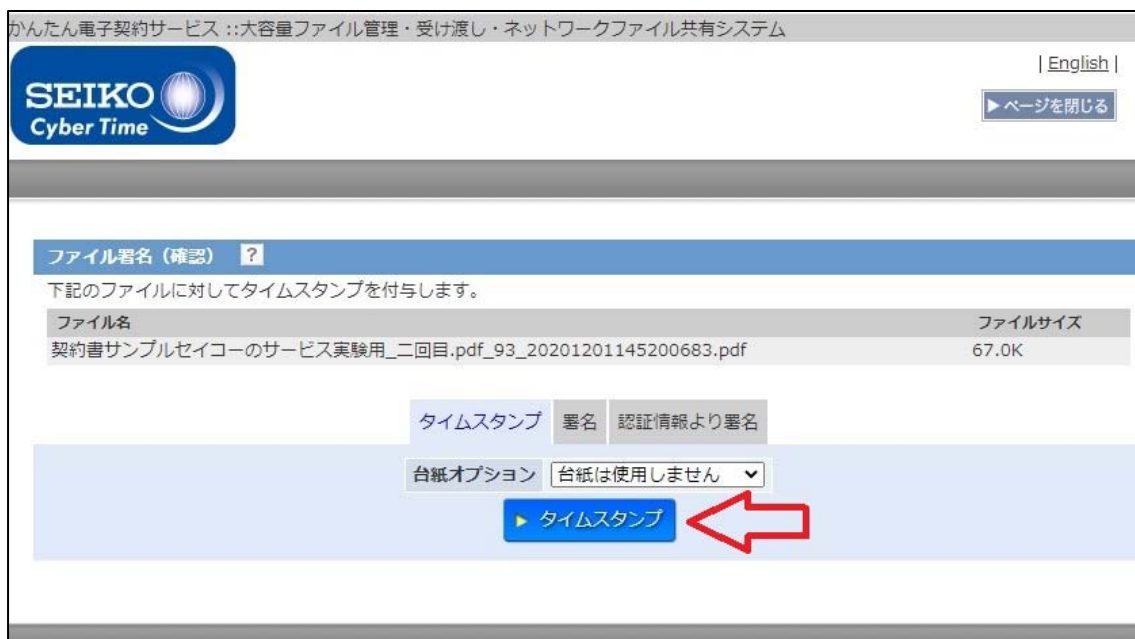 かんたん電子契約サービス ::大容量ファイル管理・受け渡し・ネットワークファイル共有システム
SEIKO
Cyber Time
| English |
ページを閉じる
ファイル署名（確認） ?
下記のファイルに対してタイムスタンプを付与します。
ファイル名 ファイルサイズ
契約書サンプルセイコーのサービス実験用_二回目.pdf_93_20201201145200683.pdf 67.0K
タイムスタンプ 署名 認証情報より署名
台紙オプション 台紙は使用しません
タイムスタンプ